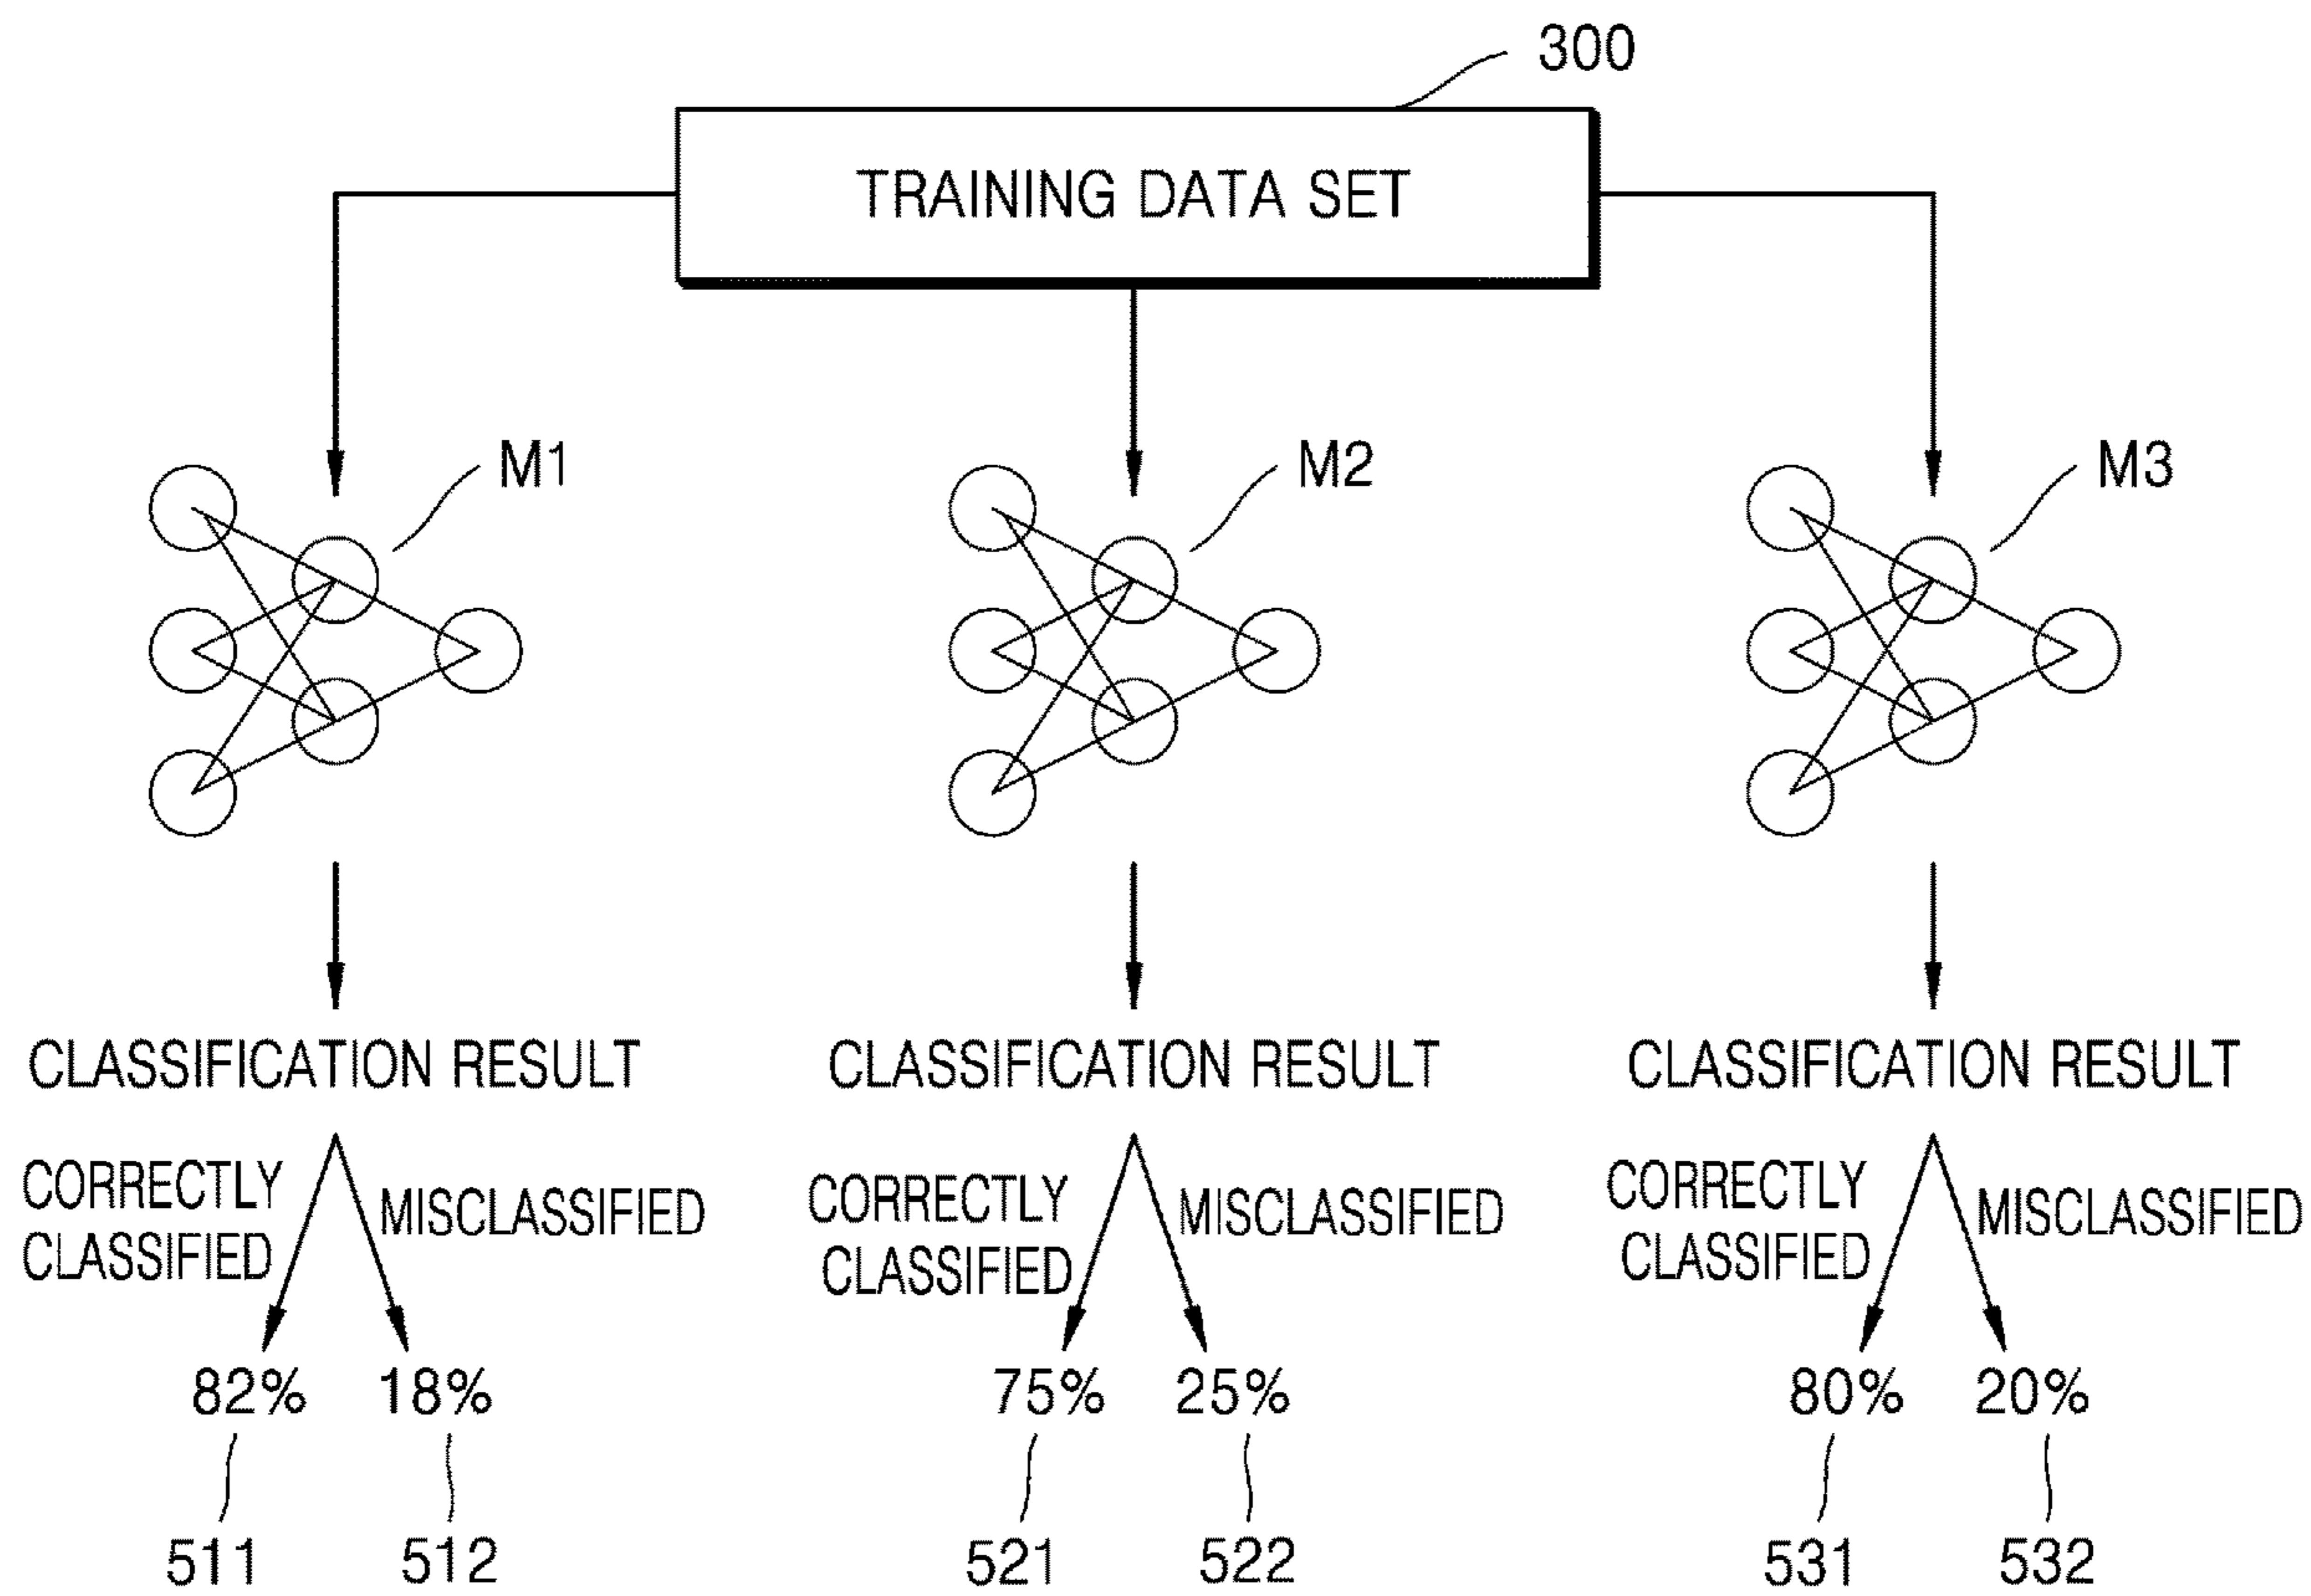 300
TRAINING DATA SET
M1
M2
M3
CLASSIFICATION RESULT
CLASSIFICATION RESULT
CLASSIFICATION RESULT
CORRECTLY
CLASSIFIED
MISCLASSIFIED
CORRECTLY
CLASSIFIED
MISCLASSIFIED
CORRECTLY
CLASSIFIED
MISCLASSIFIED
82%
18%
75%
25%
80%
20%
511
512
521
522
531
532